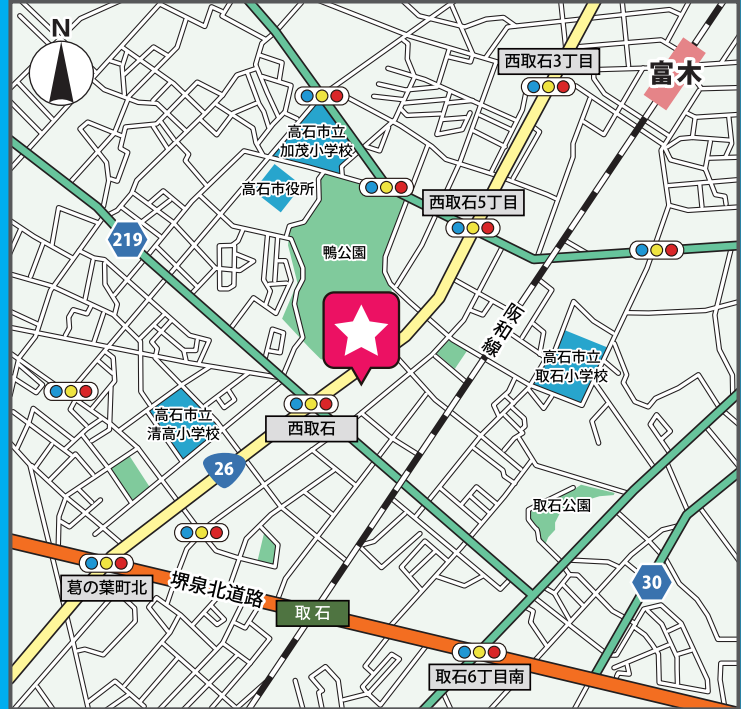 N
西取石3丁目
富木
高石市立
加茂小学校
高石市役所
西取石5丁目
219
鴨公園
阪和線
高石市立
取石小学校
西取石
高石市立
清高小学校
26
取石公園
葛の葉町北
堺泉北道路
取石
30
取石6丁目南